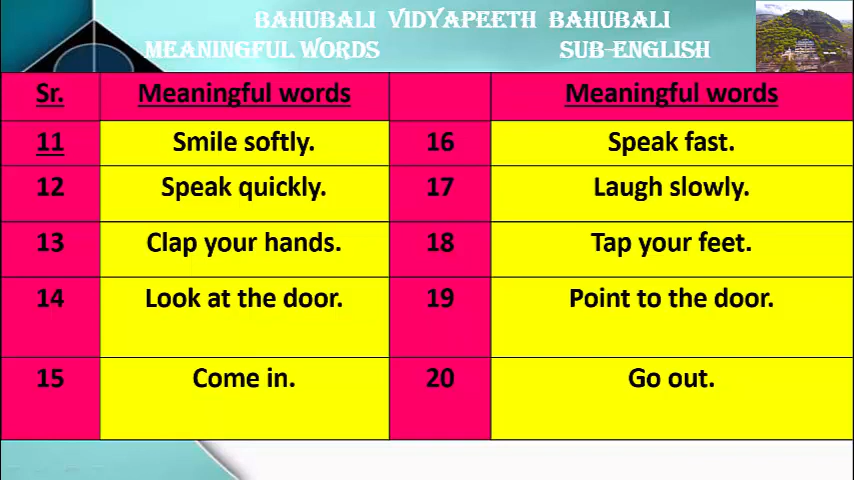 BAHUBALI VIDYAPEETH BAHUBALI
MEANINGFUL WORDS SUB-ENGLISH
Sr. Meaningful words Meaningful words
11 Smile softly. 16 Speak fast.
12 Speak quickly. 17 Laugh slowly.
13 Clap your hands. 18 Tap your feet.
14 Look at the door. 19 Point to the door.
15 Come in. 20 Go out.